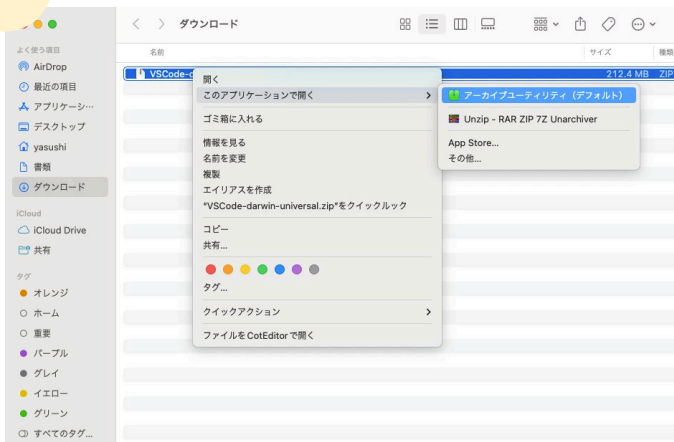 ダウンロード
よく使う項目
AirDrop
最近の項目
アプリケーシ…
デスクトップ
yasushi
書類
ダウンロード
iCloud
iCloud Drive
共有
タグ
オレンジ
ホーム
重要
パープル
グレイ
イエロー
グリーン
すべてのタグ...
名前
サイズ
種類
VSCode-d
212.4 MB ZIP
開く
このアプリケーションで開く
ゴミ箱に入れる
情報を見る
名前を変更
複製
エイリアスを作成
"VSCode-darwin-universal.zip"をクイックルック
コピー
共有...
タグ...
クイックアクション
ファイルをCotEditorで開く
アーカイブユーティリティ（デフォルト）
Unzip - RAR ZIP 7Z Unarchiver
App Store...
その他...